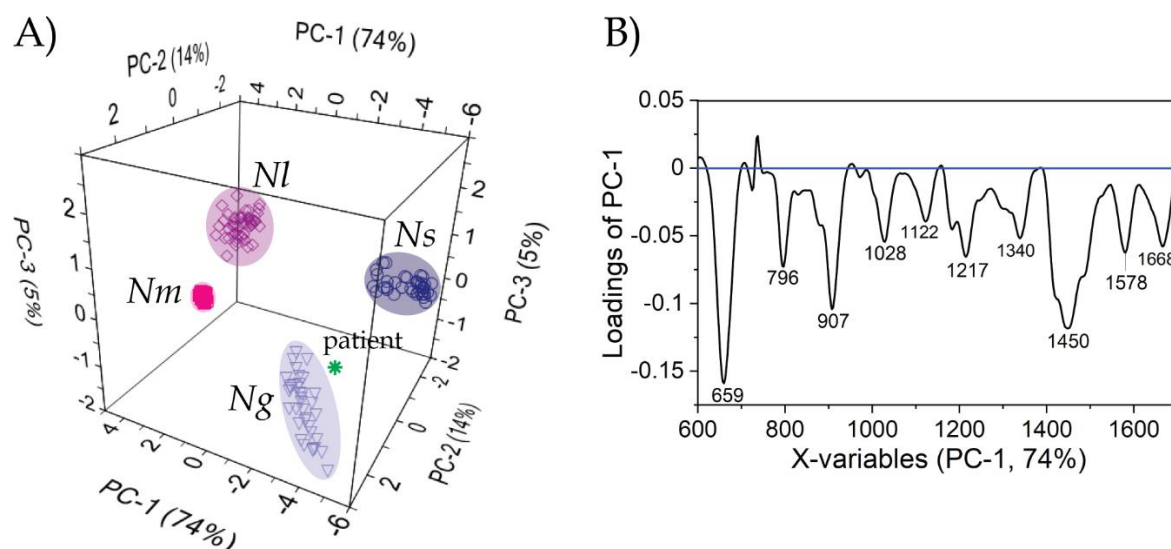 A)
PC-1 (74%)
PC-2 (14%)
2
0
-2
4
2
0
-2
-4
-6
Nl
Ns
Nm
patient
Ng
PC-3 (5%)
2
1
0
-1
-2
PC-3 (5%)
2
1
0
-1
-2
PC-2 (14%)
-2
0
2
4
2
0
-2
-4
-6
PC-1 (74%)
B)
Loadings of PC-1
0.05
0
-0.05
-0.1
-0.15
659
796
907
1028
1122
1217
1340
1450
1578
1668
600 800 1000 1200 1400 1600
X-variables (PC-1, 74%)